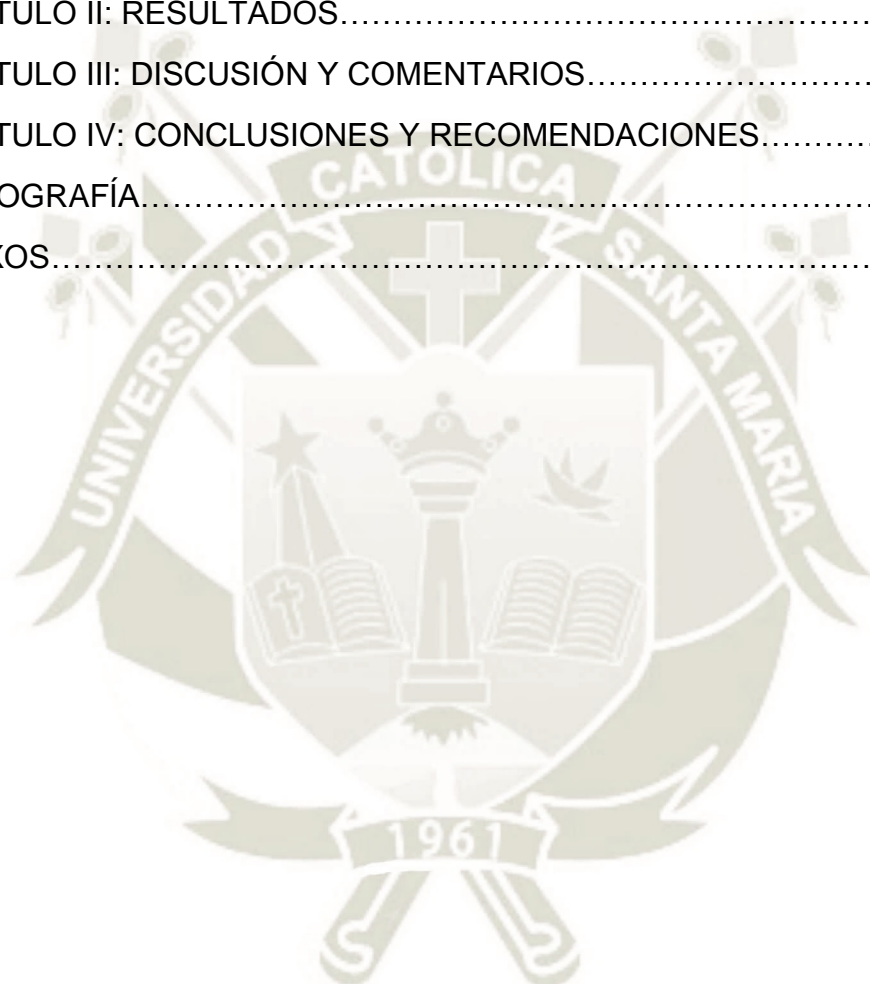 TULO II: RESULTADOS……………………………………………………
TULO III: DISCUSIÓN Y COMENTARIOS…………………………
TULO IV: CONCLUSIONES Y RECOMENDACIONES…………
OGRAFÍA………………………………………………………………………
XOS……………………………………………………………………………
UNIVERSIDAD CATOLICA SANTA MARIA
1961